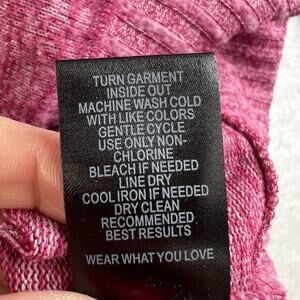 TURN GARMENT
INSIDE OUT
MACHINE WASH COLD
WITH LIKE COLORS
GENTLE CYCLE
USE ONLY NON-
CHLORINE
BLEACH IF NEEDED
LINE DRY
COOL IRON IF NEEDED
DRY CLEAN
RECOMMENDED
BEST RESULTS
WEAR WHAT YOU LOVE